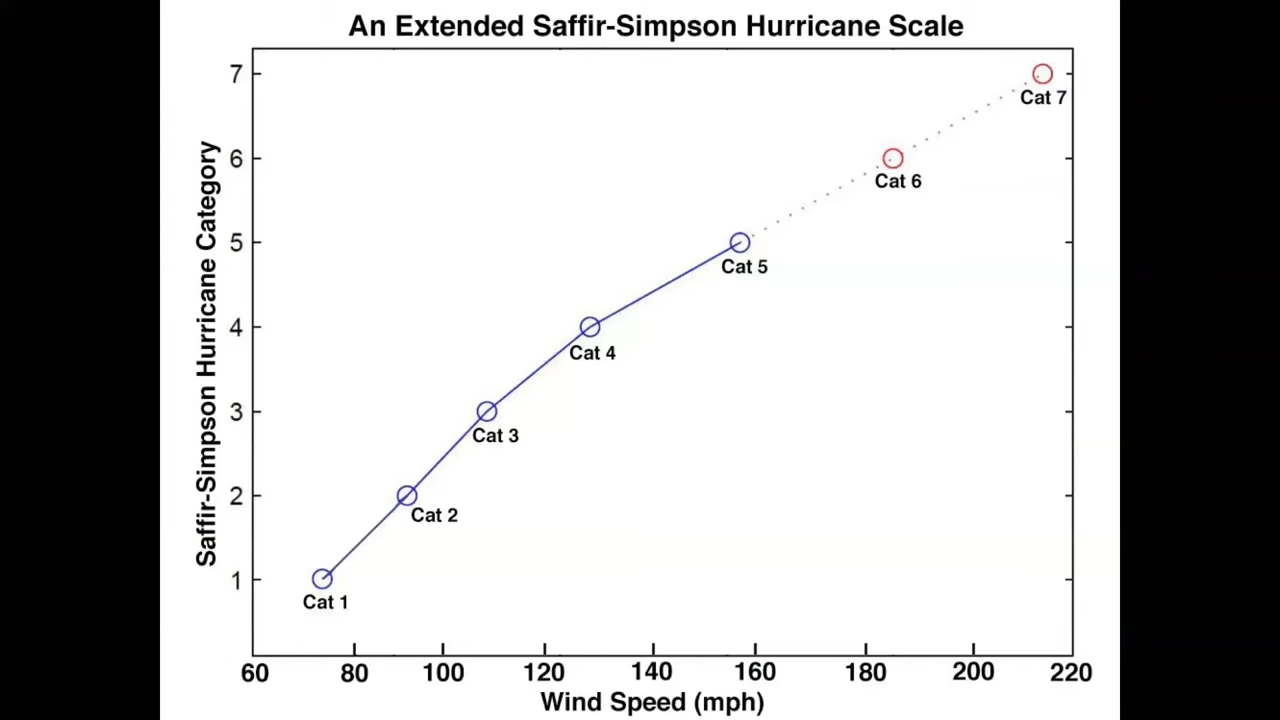 An Extended Saffir-Simpson Hurricane Scale
Saffir-Simpson Hurricane Category
7
6
5
4
3
2
1
Cat 7
Cat 6
Cat 5
Cat 4
Cat 3
Cat 2
Cat 1
60 80 100 120 140 160 180 200 220
Wind Speed (mph)